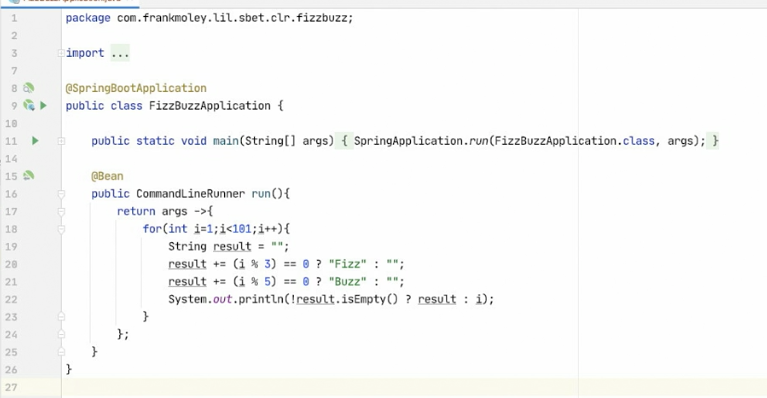 1 package com.frankmoley.lil.sbet.clr.fizzbuzz;
2
3 import ...
7
8 @SpringBootApplication
9 public class FizzBuzzApplication {
10
11 public static void main(String[] args) { SpringApplication.run(FizzBuzzApplication.class, args); }
14
15 @Bean
16 public CommandLineRunner run(){
17 return args ->{
18 for(int i=1;i<101;i++){
19 String result = "";
20 result += (i % 3) == 0 ? "Fizz" : "";
21 result += (i % 5) == 0 ? "Buzz" : "";
22 System.out.println(!result.isEmpty() ? result : i);
23 }
24 };
25 }
26 }
27